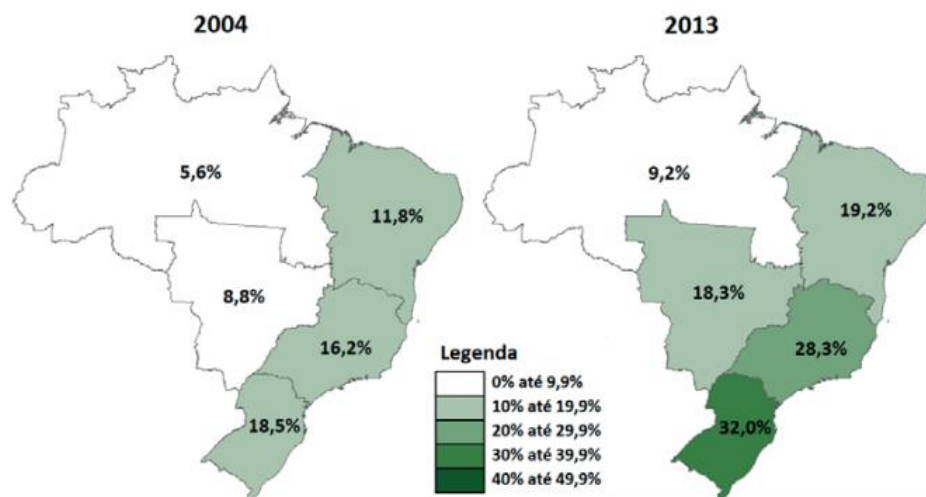 2004
5,6%
11,8%
8,8%
16,2%
18,5%
2013
9,2%
19,2%
18,3%
28,3%
32,0%
Legenda
0% até 9,9%
10% até 19,9%
20% até 29,9%
30% até 39,9%
40% até 49,9%